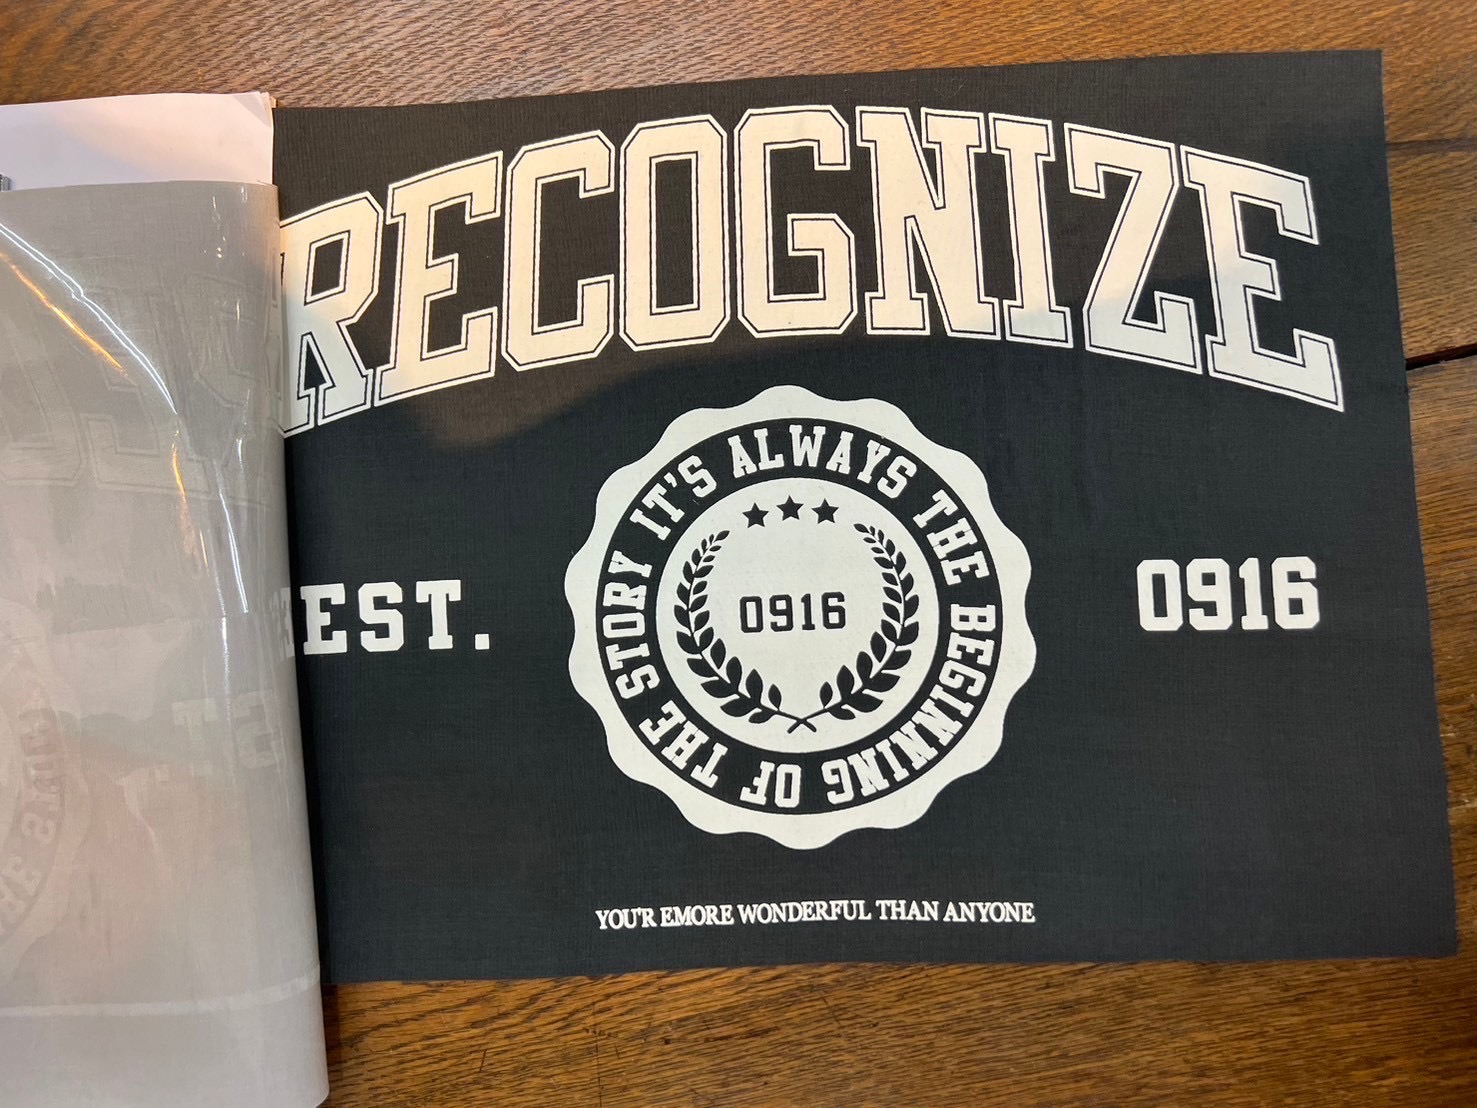 RECOGNIZE
IT'S ALWAYS THE BEGINNING OF THE STORY
0916
EST.
0916
YOU'R EMORE WONDERFUL THAN ANYONE